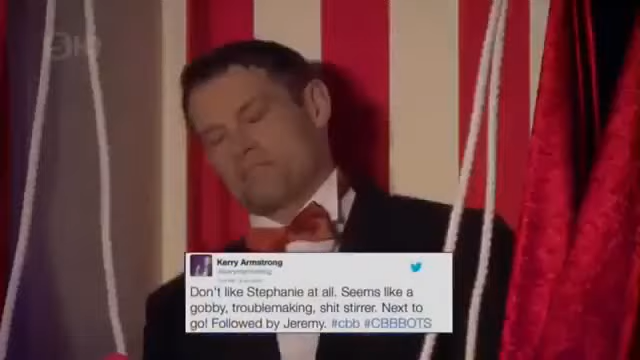 Kerry Armstrong
Don't like Stephanie at all. Seems like a
gobby, troublemaking, shit stirrer. Next to
go! Followed by Jeremy. #cbb #CBBBOTS